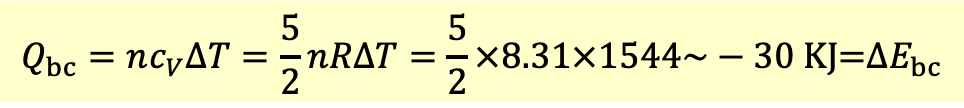 Q_bc = nc_VΔT = 5/2 nRΔT = 5/2 ×8.31×1544~ − 30 KJ=ΔE_bc